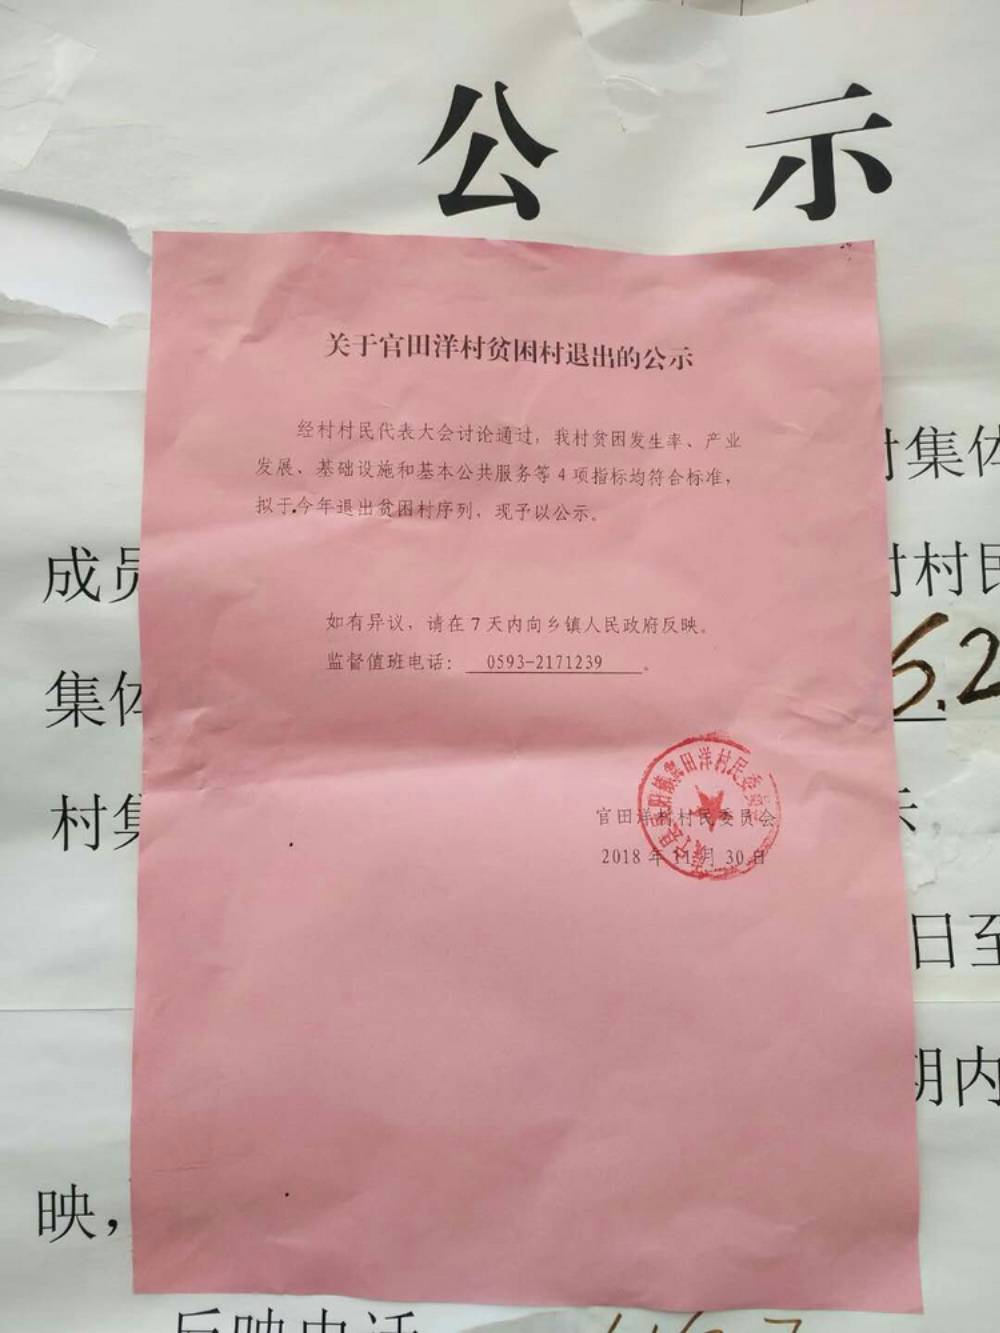 公 示
关于官田洋村贫困村退出的公示
经村村民代表大会讨论通过，我村贫困发生率、产业
发展、基础设施和基本公共服务等4项指标均符合标准，
拟于今年退出贫困村序列，现予以公示。
如有异议，请在7天内向乡镇人民政府反映。
监督值班电话： 0593-2171239 。
官田洋村村民委员会
2018年11月30日
村集体
成员
村村民
集体
5.2
村集
示，
日至
期内
映，
反映电话